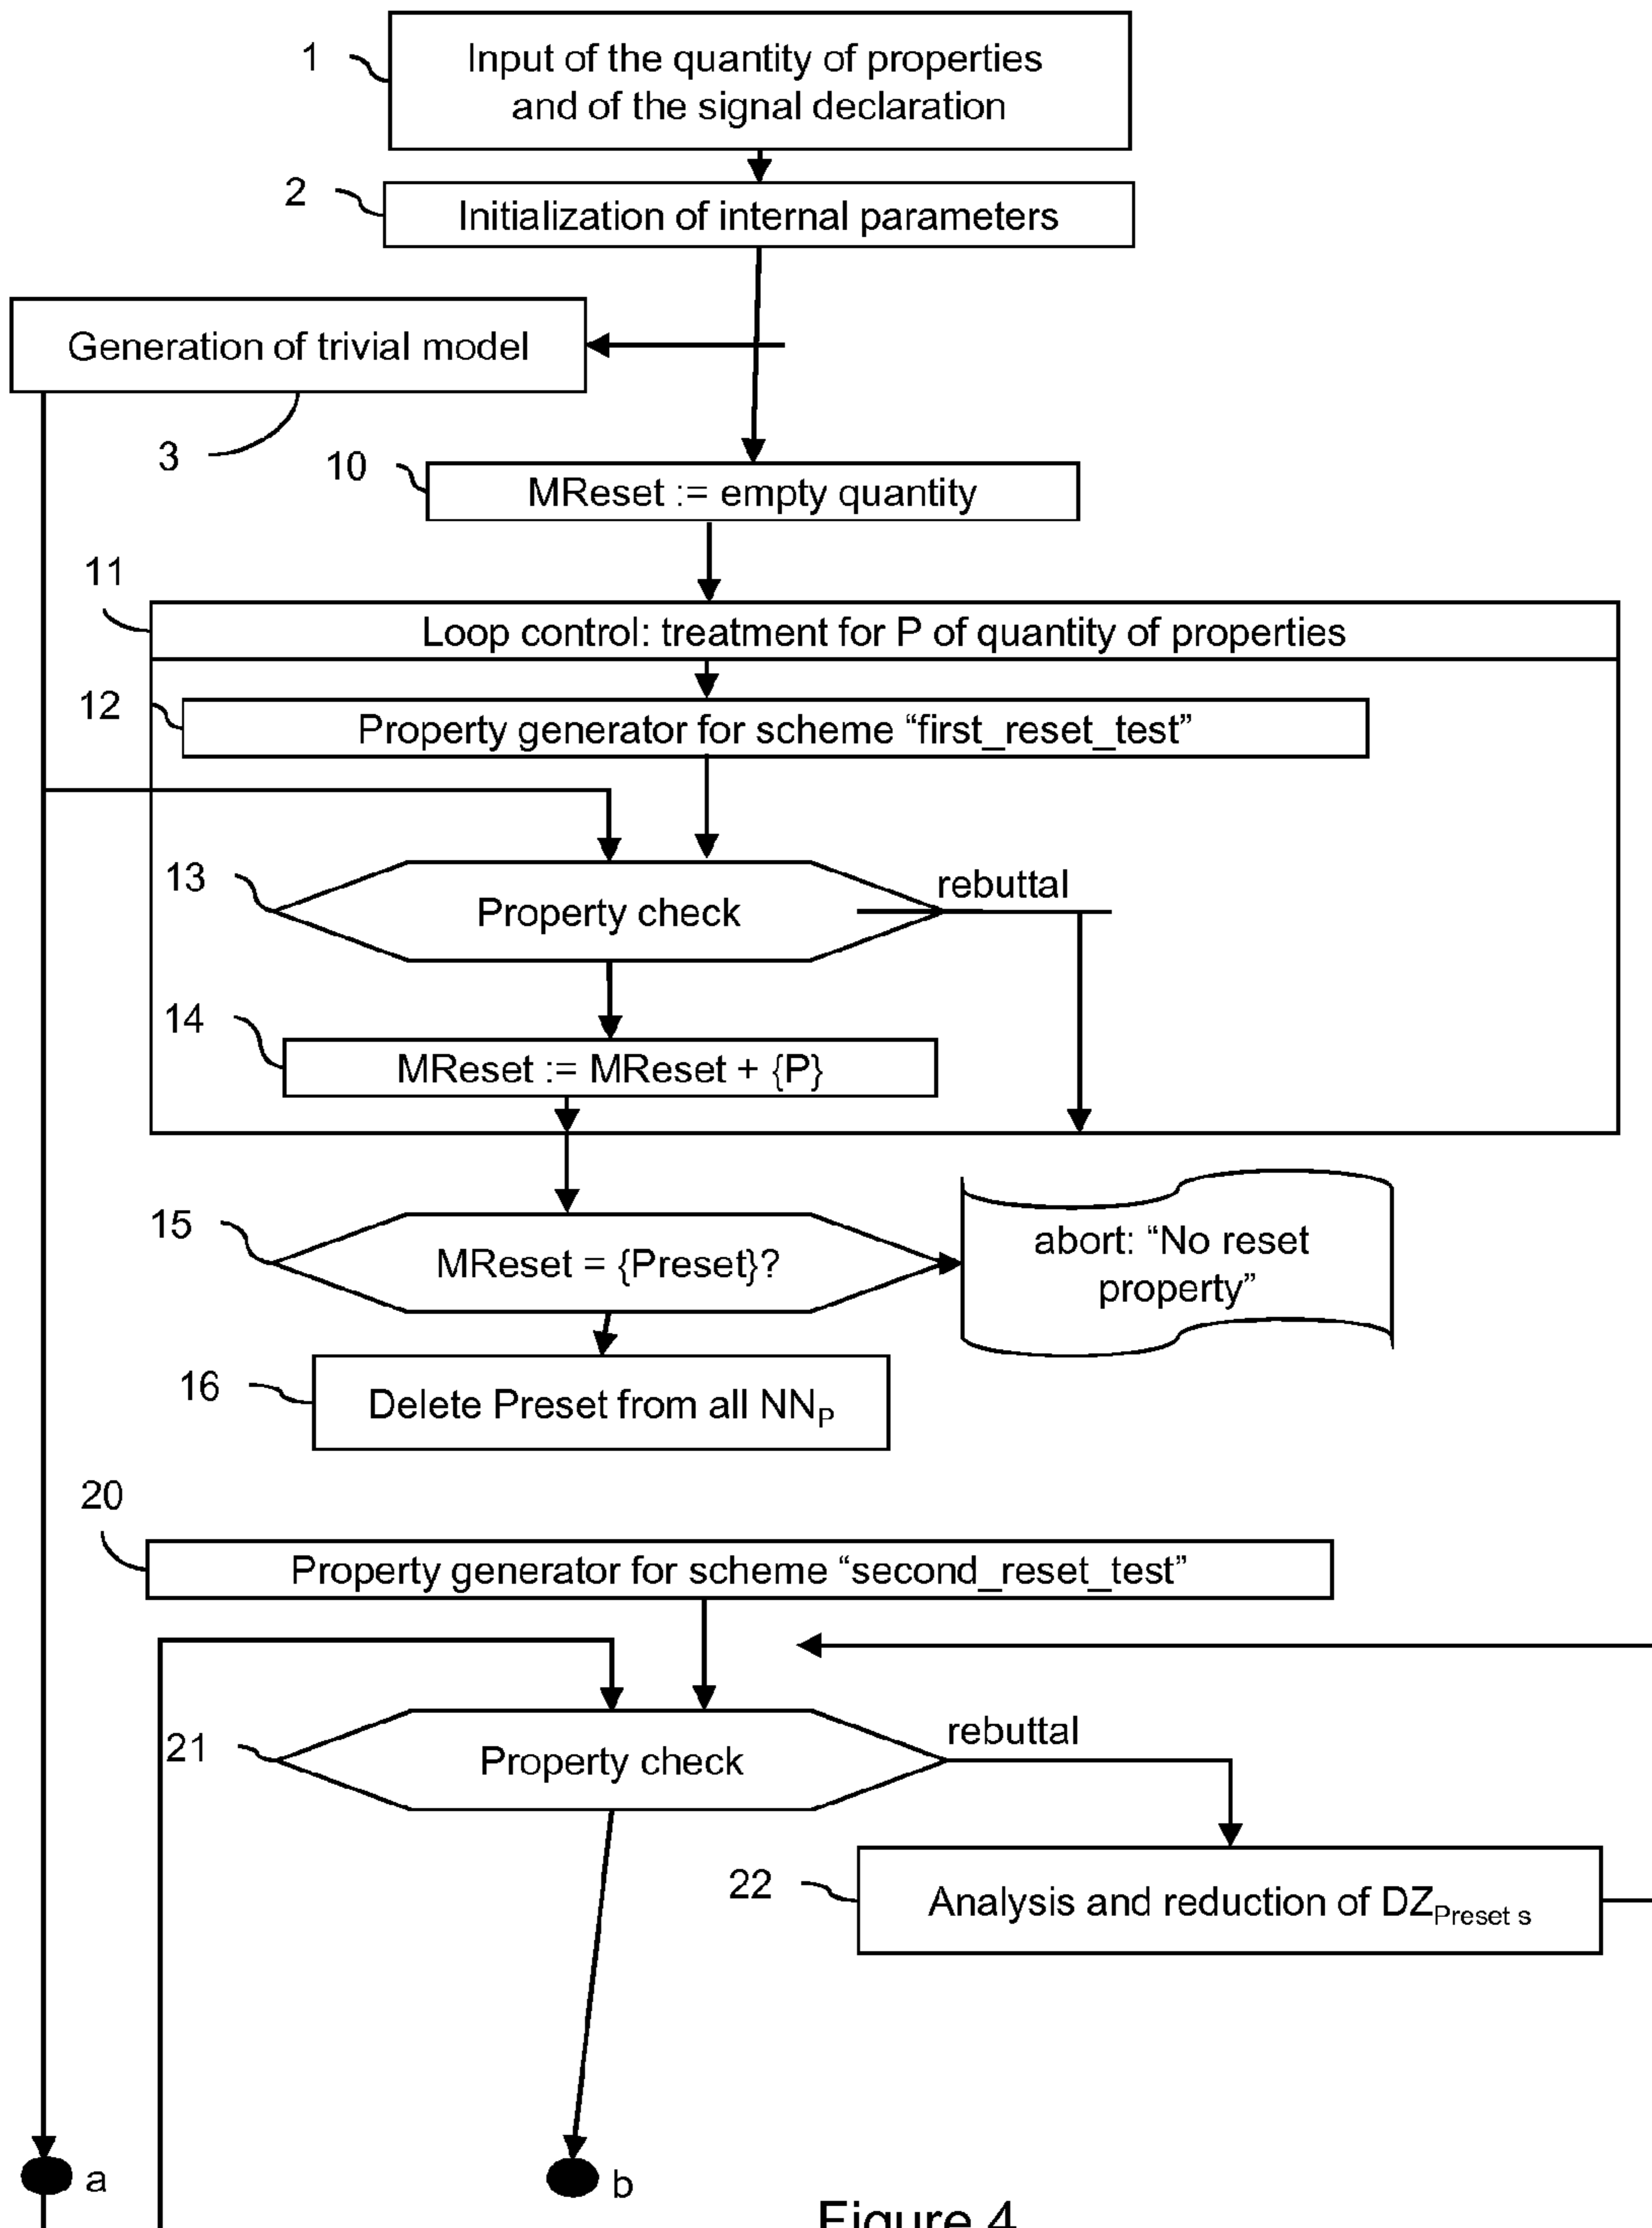 1
Input of the quantity of properties
and of the signal declaration
2
Initialization of internal parameters
Generation of trivial model
3
10
MReset := empty quantity
11
Loop control: treatment for P of quantity of properties
12
Property generator for scheme “first_reset_test”
13
Property check
rebuttal
14
MReset := MReset + {P}
15
MReset = {Preset}?
abort: “No reset
property”
16
Delete Preset from all NNP
20
Property generator for scheme “second_reset_test”
21
Property check
rebuttal
22
Analysis and reduction of DZPreset s
a
b
Figure 4